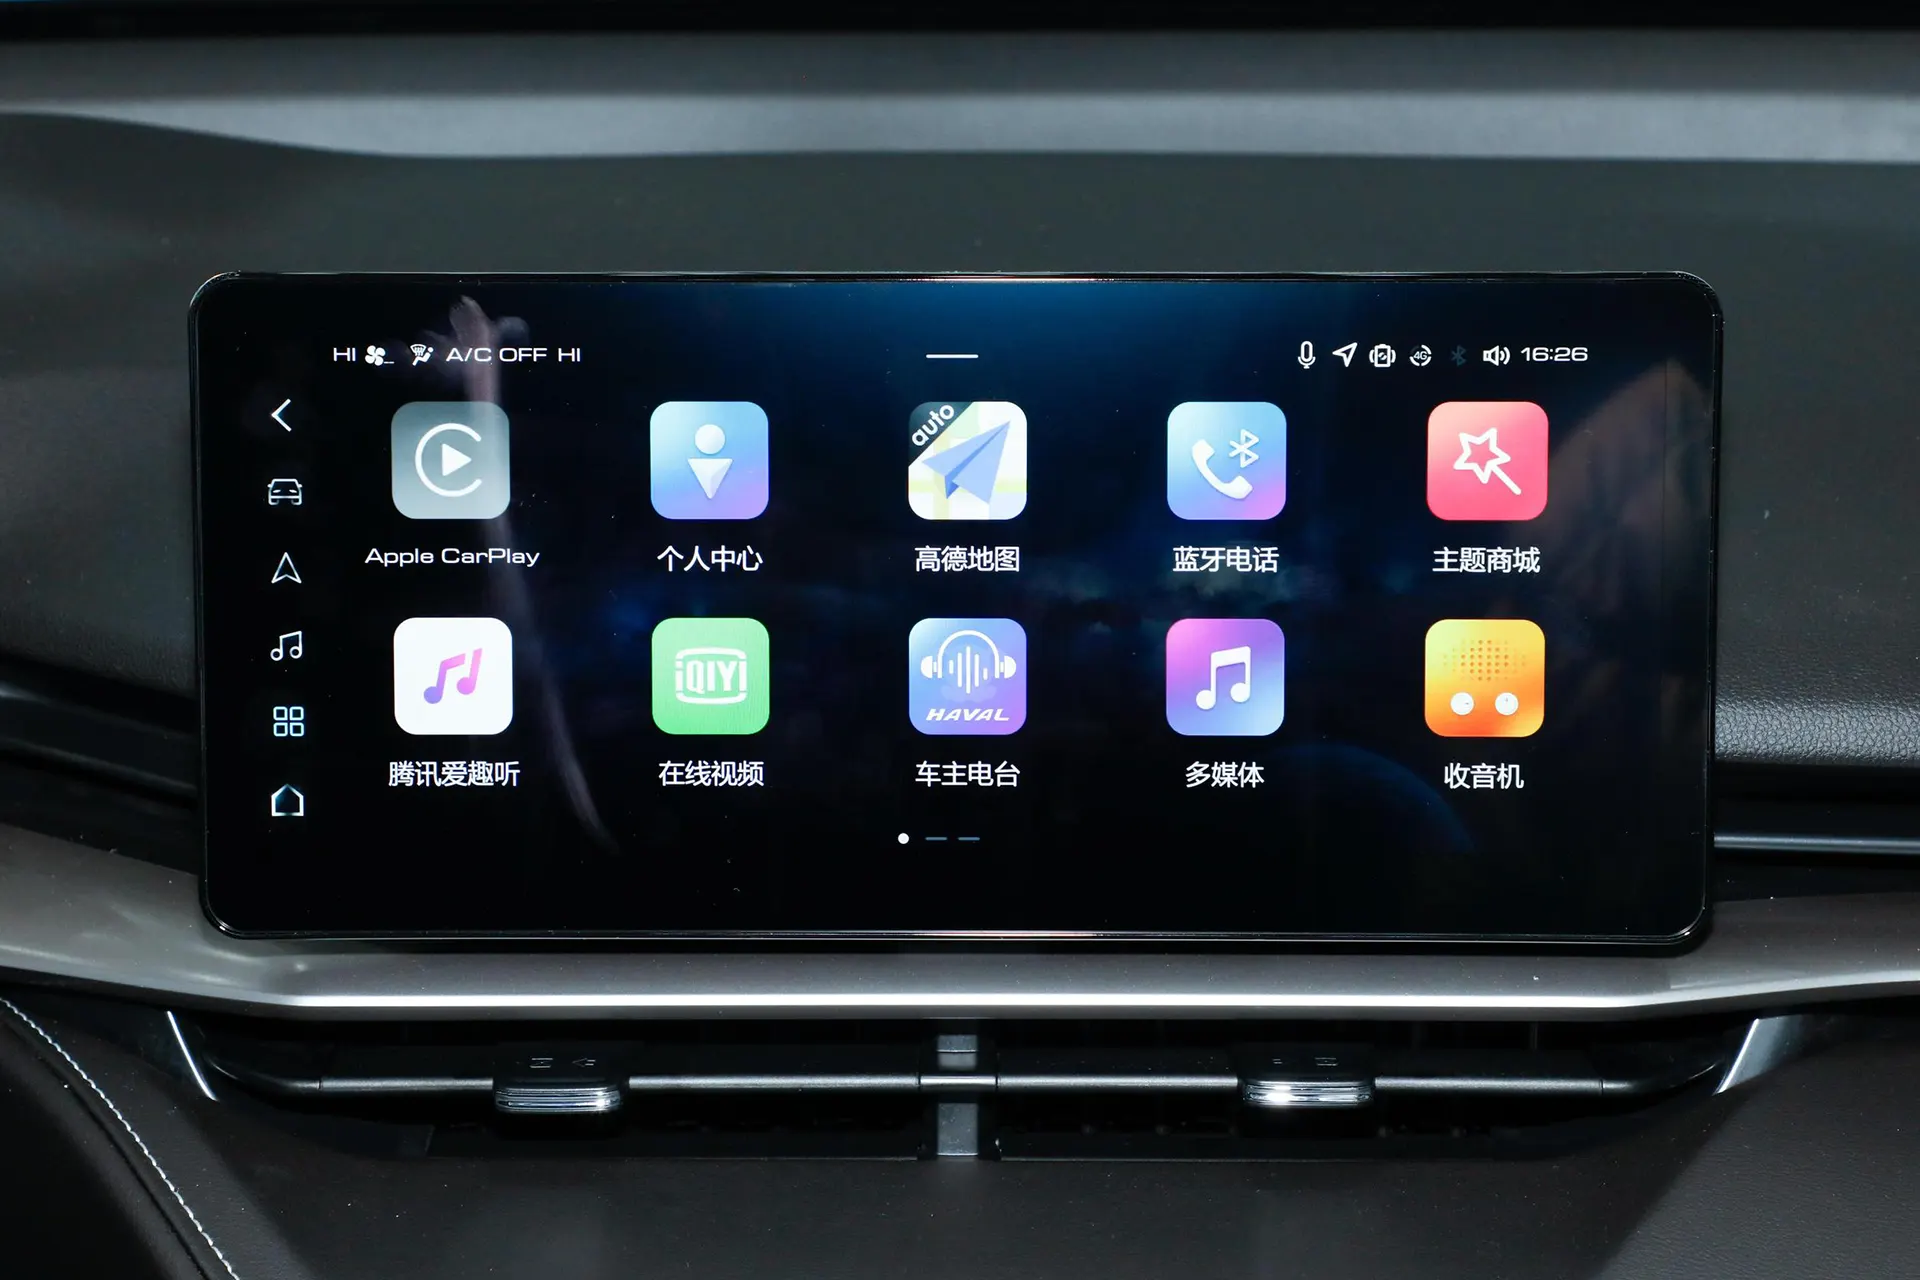 HI A/C OFF HI 4G 16:26
auto
Apple CarPlay 个人中心 高德地图 蓝牙电话 主题商城
iQIYI
HAVAL
腾讯爱趣听 在线视频 车主电台 多媒体 收音机